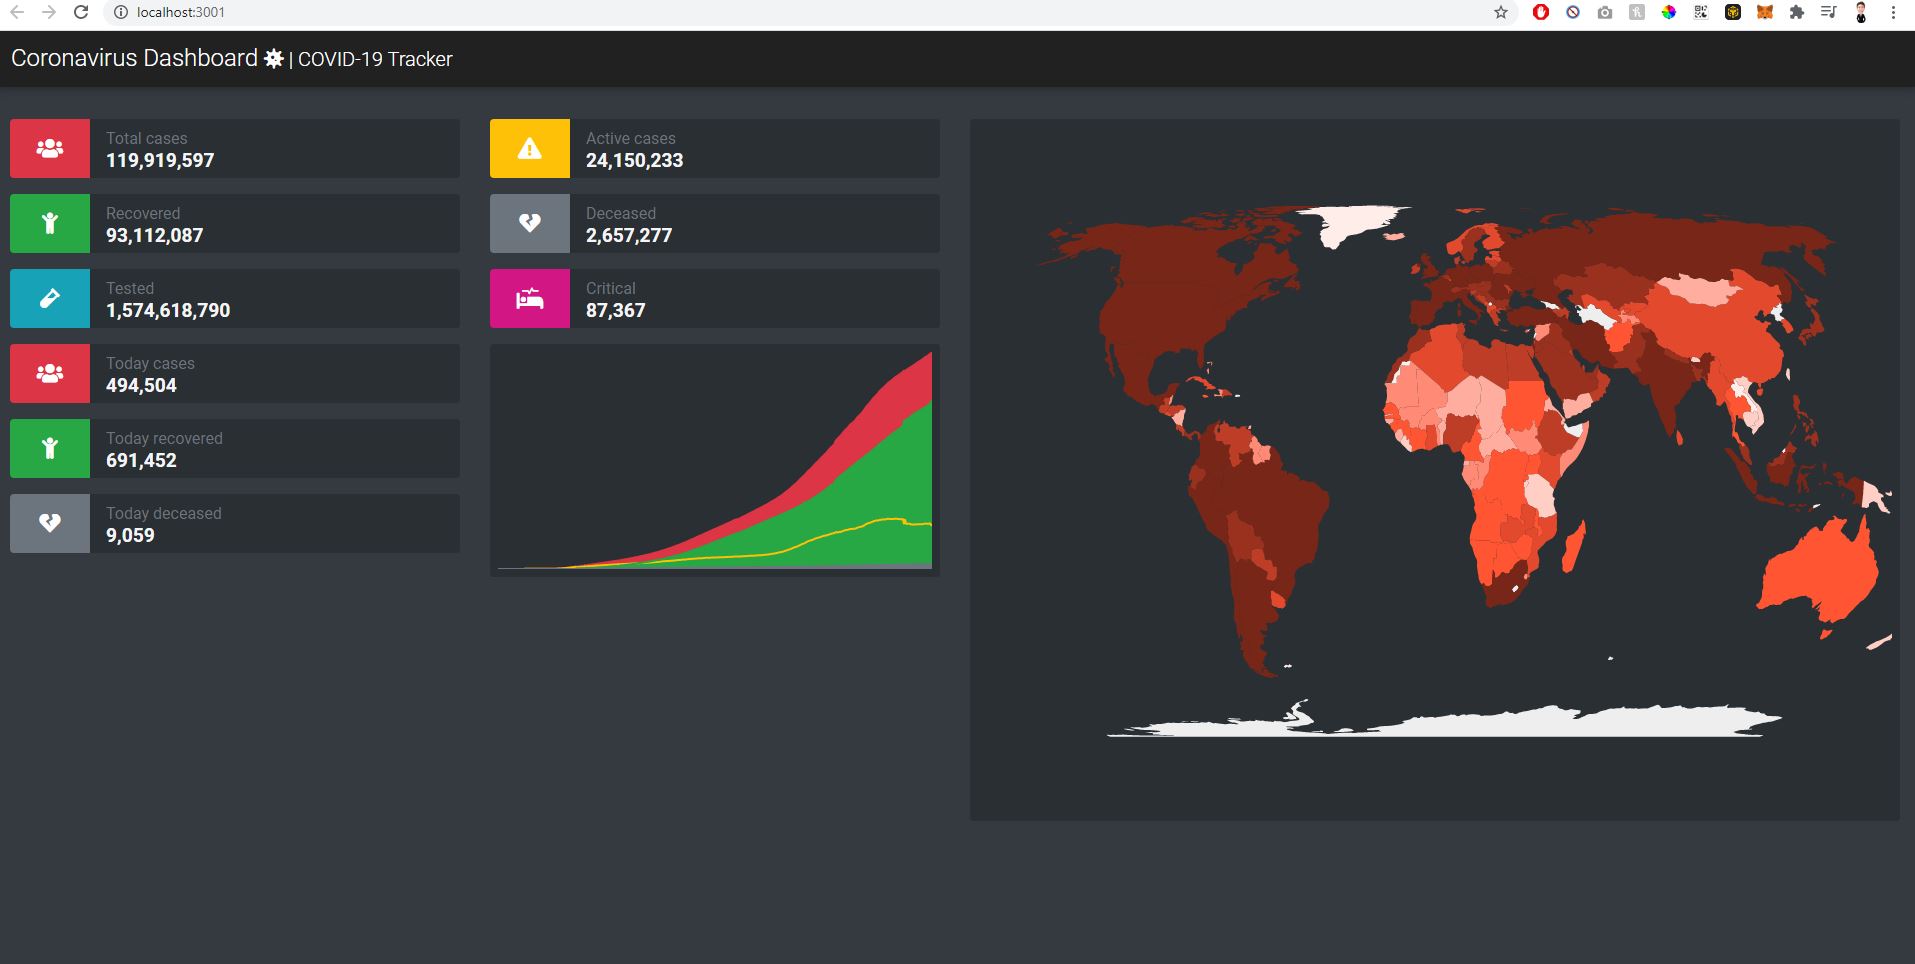 localhost:3001
Coronavirus Dashboard | COVID-19 Tracker
Total cases
119,919,597
Recovered
93,112,087
Tested
1,574,618,790
Today cases
494,504
Today recovered
691,452
Today deceased
9,059
Active cases
24,150,233
Deceased
2,657,277
Critical
87,367